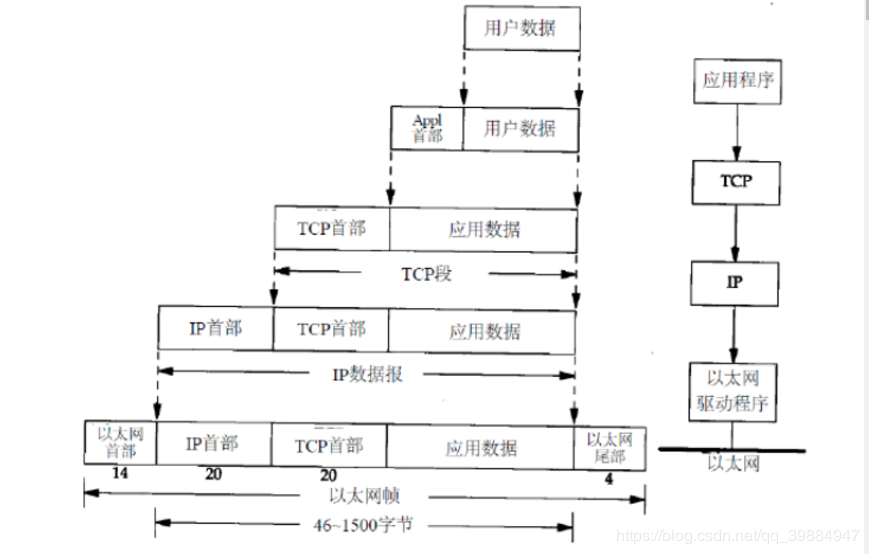 用户数据
应用程序
Appl
首部
用户数据
TCP
TCP首部
应用数据
TCP段
IP
IP首部
TCP首部
应用数据
IP数据报
以太网
驱动程序
以太网
首部
IP首部
TCP首部
应用数据
以太网
尾部
以太网
14
20
20
4
以太网帧
46~1500字节
https://blog.csdn.net/qq_39884947